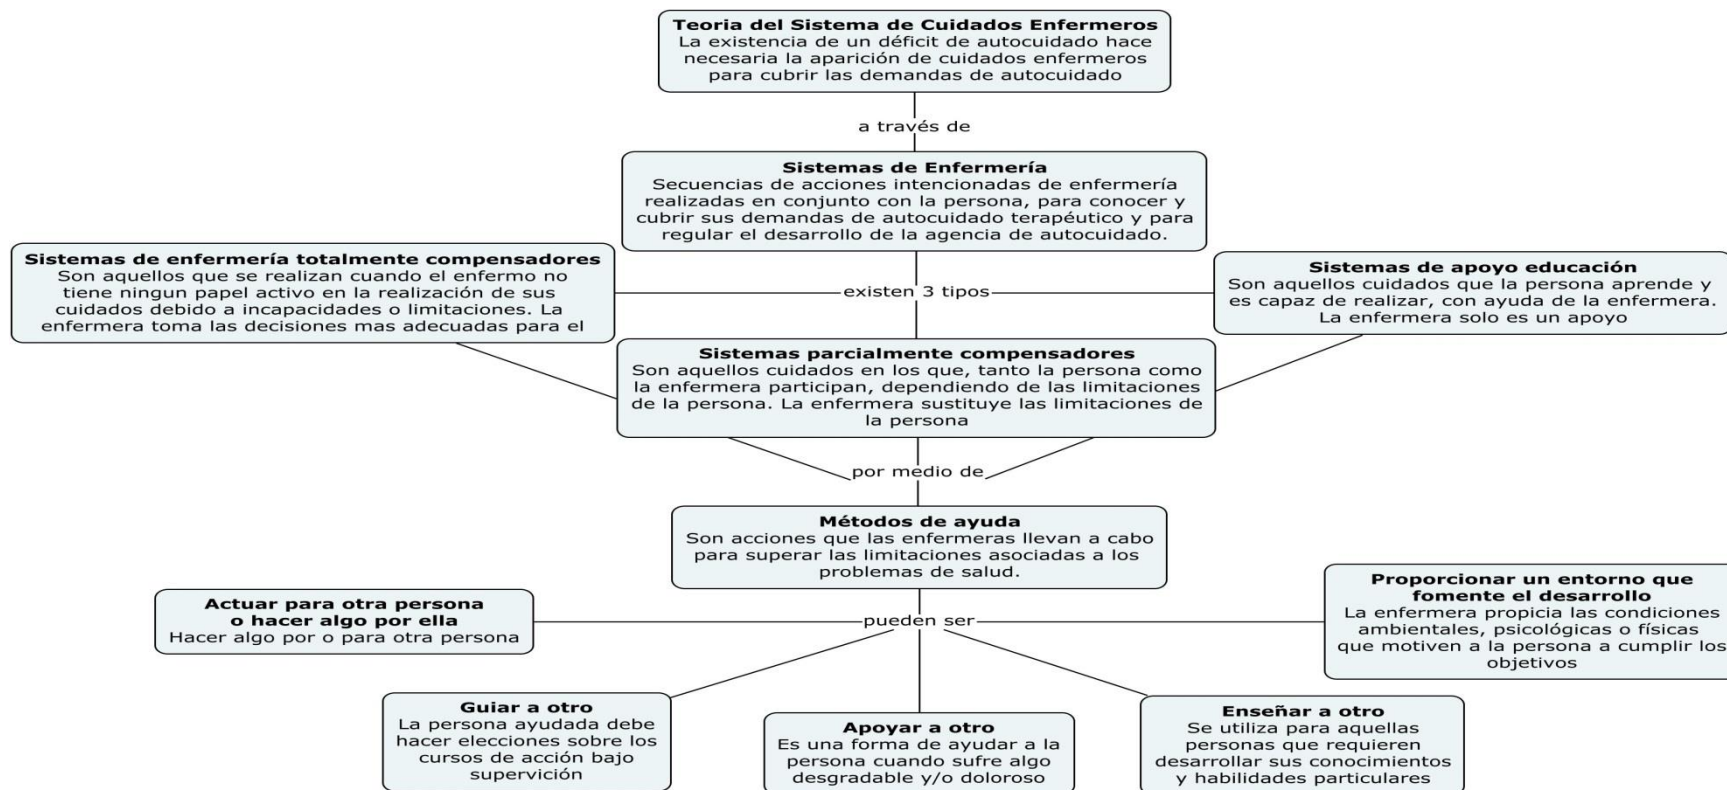 Teoria del Sistema de Cuidados Enfermeros
La existencia de un déficit de autocuidado hace
necesaria la aparición de cuidados enfermeros
para cubrir las demandas de autocuidado
a través de
Sistemas de Enfermería
Secuencias de acciones intencionadas de enfermería
realizadas en conjunto con la persona, para conocer y
cubrir sus demandas de autocuidado terapéutico y para
regular el desarrollo de la agencia de autocuidado.
existen 3 tipos
Sistemas de enfermería totalmente compensadores
Son aquellos que se realizan cuando el enfermo no
tiene ningun papel activo en la realización de sus
cuidados debido a incapacidades o limitaciones. La
enfermera toma las decisiones mas adecuadas para el
Sistemas parcialmente compensadores
Son aquellos cuidados en los que, tanto la persona como
la enfermera participan, dependiendo de las limitaciones
de la persona. La enfermera sustituye las limitaciones de
la persona
Sistemas de apoyo educación
Son aquellos cuidados que la persona aprende y
es capaz de realizar, con ayuda de la enfermera.
La enfermera solo es un apoyo
por medio de
Métodos de ayuda
Son acciones que las enfermeras llevan a cabo
para superar las limitaciones asociadas a los
problemas de salud.
pueden ser
Actuar para otra persona
o hacer algo por ella
Hacer algo por o para otra persona
Guiar a otro
La persona ayudada debe
hacer elecciones sobre los
cursos de acción bajo
supervición
Apoyar a otro
Es una forma de ayudar a la
persona cuando sufre algo
desgradable y/o doloroso
Enseñar a otro
Se utiliza para aquellas
personas que requieren
desarrollar sus conocimientos
y habilidades particulares
Proporcionar un entorno que
fomente el desarrollo
La enfermera propicia las condiciones
ambientales, psicológicas o físicas
que motiven a la persona a cumplir los
objetivos